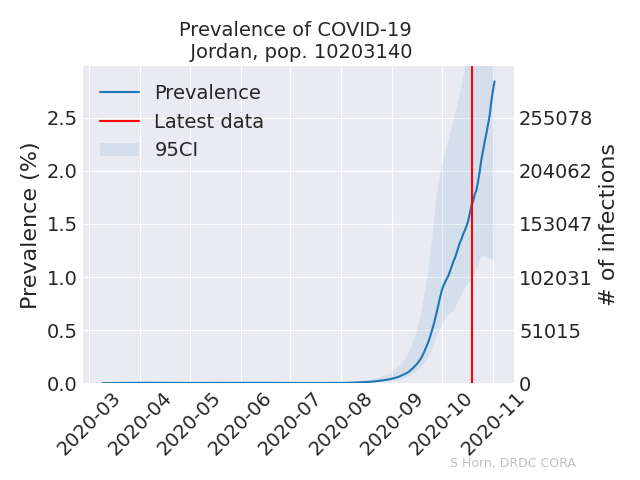 Prevalence of COVID-19
Jordan, pop. 10203140
Prevalence
Latest data
95CI
Prevalence (%)
2.5
2.0
1.5
1.0
0.5
0.0
255078
204062
153047
102031
51015
0
# of infections
2020-03
2020-04
2020-05
2020-06
2020-07
2020-08
2020-09
2020-10
2020-11
S Horn, DRDC CORA